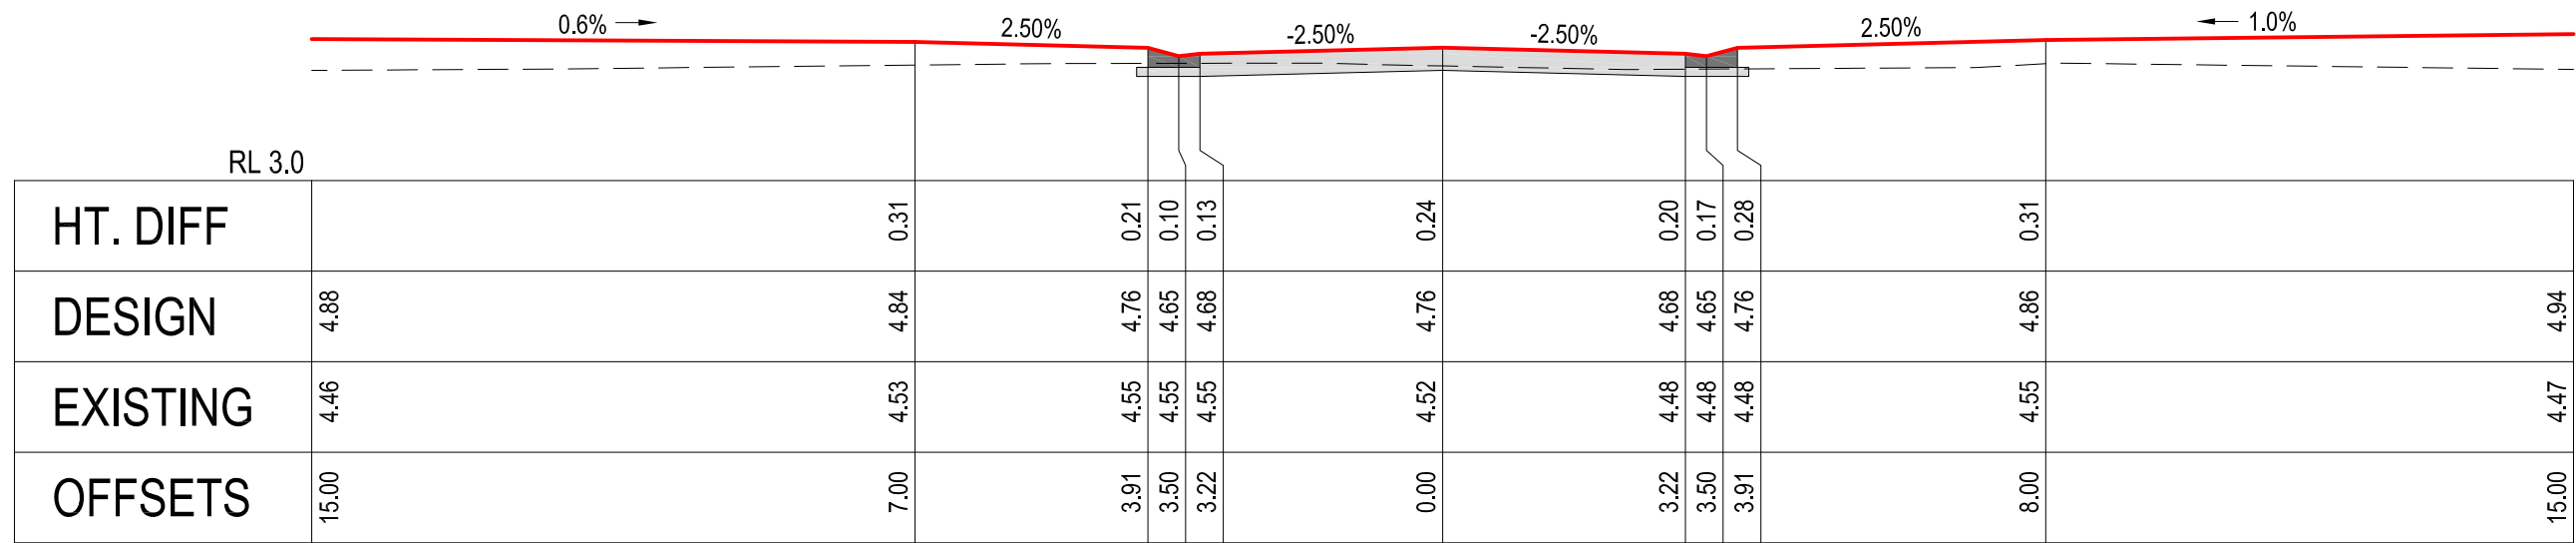 0.6% 2.50% -2.50% -2.50% 2.50% 1.0%
RL 3.0
HT. DIFF 0.31 0.21 0.10 0.13 0.24 0.20 0.17 0.28 0.31
DESIGN 4.88 4.84 4.76 4.65 4.68 4.76 4.68 4.65 4.76 4.86 4.94
EXISTING 4.46 4.53 4.55 4.55 4.55 4.52 4.48 4.48 4.48 4.55 4.47
OFFSETS 15.00 7.00 3.91 3.50 3.22 0.00 3.22 3.50 3.91 8.00 15.00